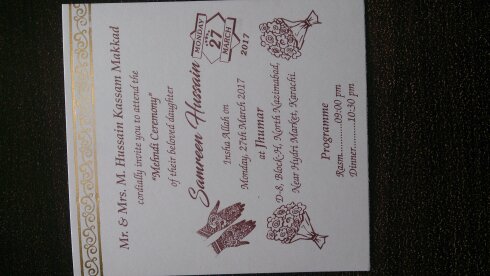 Mr. & Mrs. M. Hussain Kassam Makkad
cordially invite you to attend the
"Mehndi Ceremony"
of their beloved daughter
Samreen Hussain
Insha Allah on
Monday, 27th March 2017
at Jhumar
D-8, Block-H, North Nazimabad,
Near Hydri Market, Karachi.
MONDAY
27
MARCH
2017
Programme
Rasm..........09:00 pm
Dinner.........10:30 pm